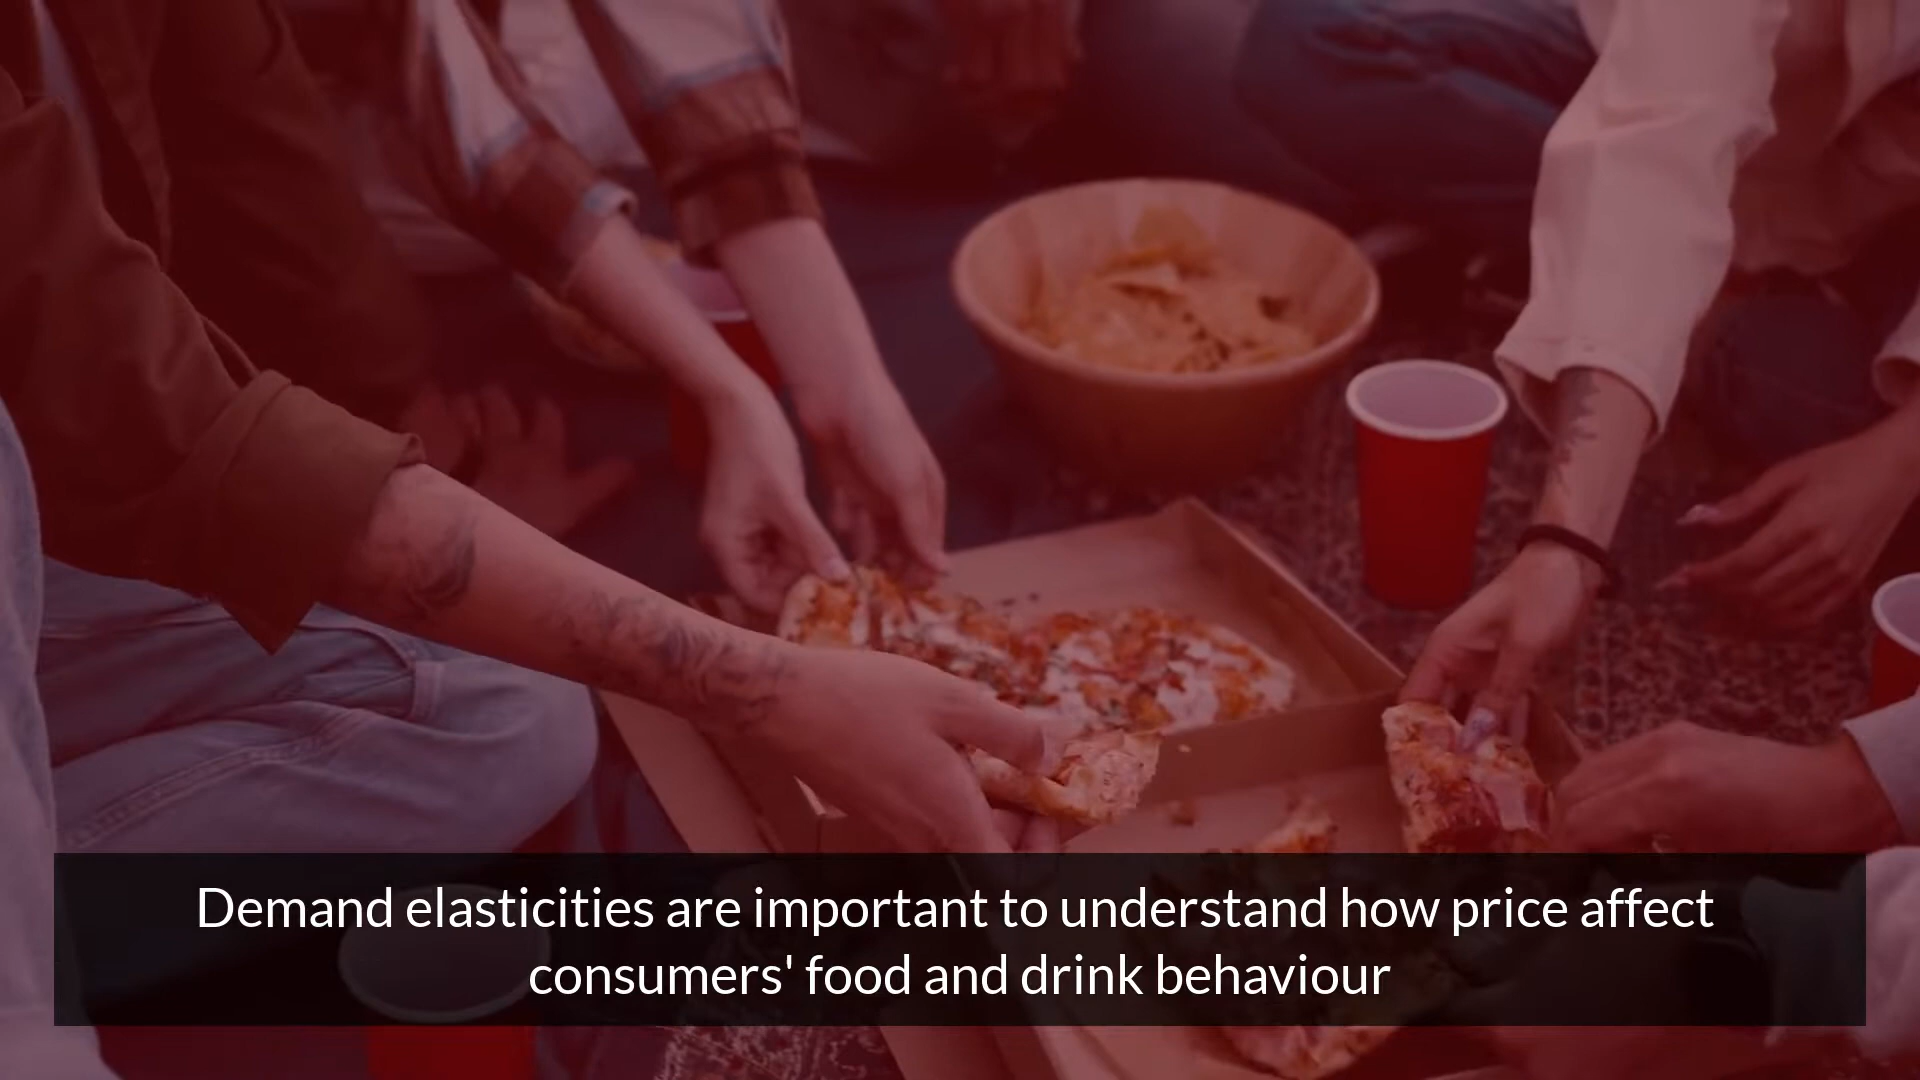 Demand elasticities are important to understand how price affect
consumers' food and drink behaviour